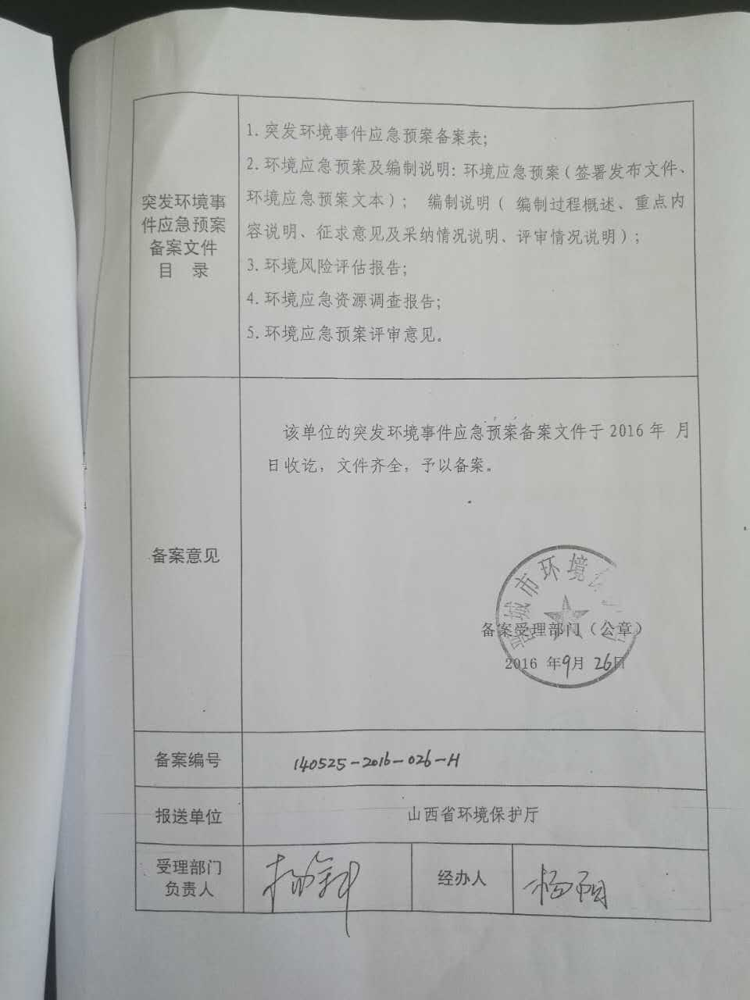 突发环境事
件应急预案
备案文件
目 录
1. 突发环境事件应急预案备案表;
2. 环境应急预案及编制说明: 环境应急预案(签署发布文件、
环境应急预案文本); 编制说明( 编制过程概述、重点内
容说明、征求意见及采纳情况说明、评审情况说明);
3. 环境风险评估报告;
4. 环境应急资源调查报告;
5. 环境应急预案评审意见。
备案意见
该单位的突发环境事件应急预案备案文件于 2016 年 月
日收讫, 文件齐全, 予以备案。
城市环境
备案受理部门(公章)
2016 年9月 26日
备案编号
140525-2016-026-H
报送单位
山西省环境保护厅
受理部门
负责人
经办人
杨